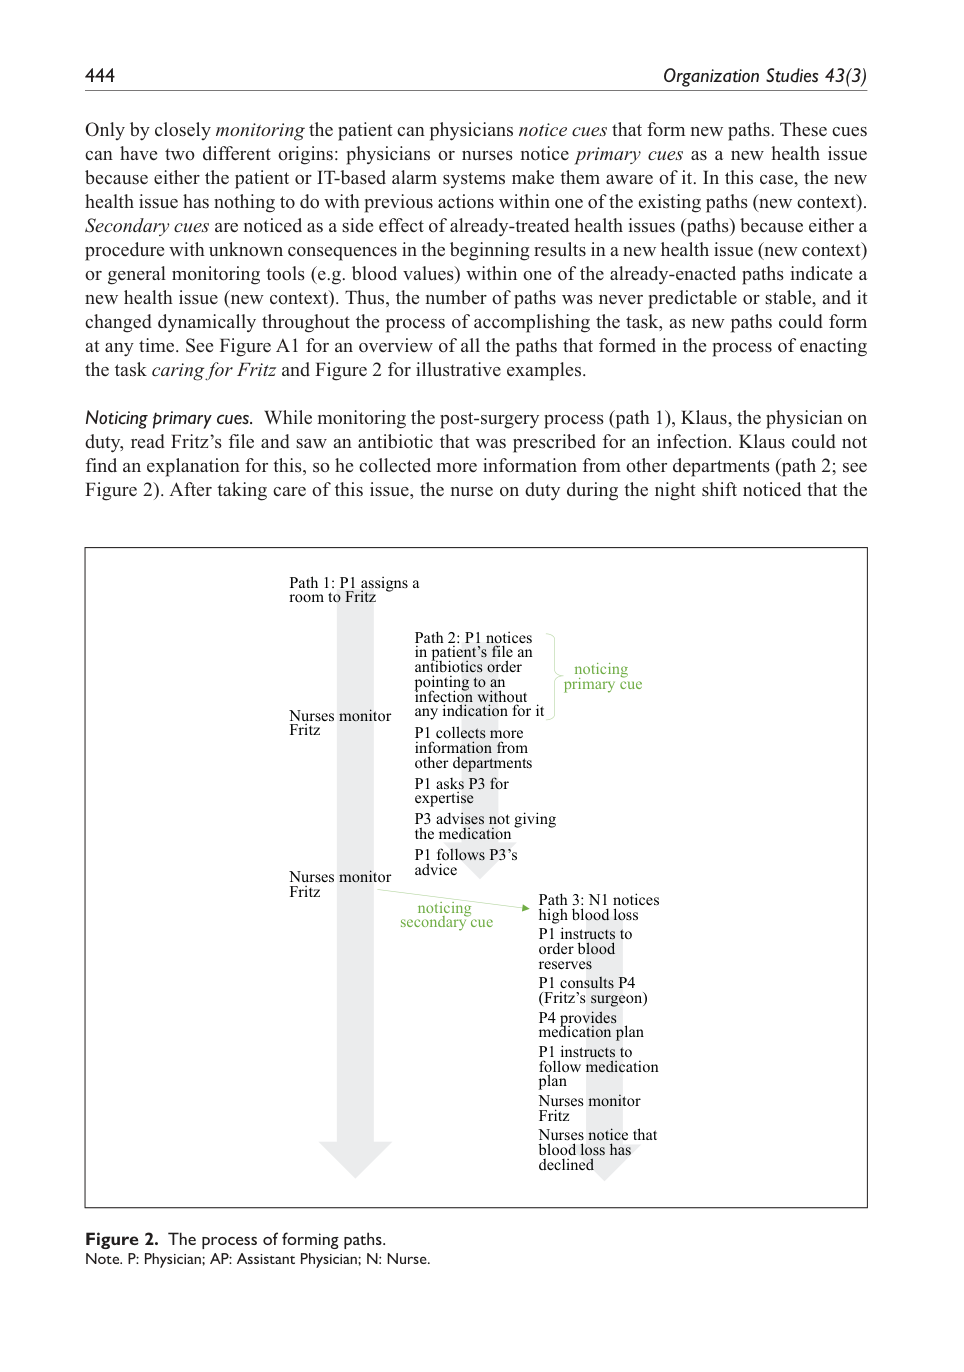 444
Organization Studies 43(3)
Only by closely monitoring the patient can physicians notice cues that form new paths. These cues
can have two different origins: physicians or nurses notice primary cues as a new health issue
because either the patient or IT-based alarm systems make them aware of it. In this case, the new
health issue has nothing to do with previous actions within one of the existing paths (new context).
Secondary cues are noticed as a side effect of already-treated health issues (paths) because either a
procedure with unknown consequences in the beginning results in a new health issue (new context)
or general monitoring tools (e.g. blood values) within one of the already-enacted paths indicate a
new health issue (new context). Thus, the number of paths was never predictable or stable, and it
changed dynamically throughout the process of accomplishing the task, as new paths could form
at any time. See Figure A1 for an overview of all the paths that formed in the process of enacting
the task caring for Fritz and Figure 2 for illustrative examples.
Noticing primary cues. While monitoring the post-surgery process (path 1), Klaus, the physician on
duty, read Fritz's file and saw an antibiotic that was prescribed for an infection. Klaus could not
find an explanation for this, so he collected more information from other departments (path 2; see
Figure 2). After taking care of this issue, the nurse on duty during the night shift noticed that the
Path 1: P1 assigns a
room to Fritz
Path 2: P1 notices
in patient's file an
antibiotics order
pointing to an
infection without
any indication for it
noticing
primary cue
Nurses monitor
Fritz
P1 collects more
information from
other departments
P1 asks P3 for
expertise
P3 advises not giving
the medication
P1 follows P3's
advice
Nurses monitor
Fritz
noticing
secondary cue
Path 3: N1 notices
high blood loss
P1 instructs to
order blood
reserves
P1 consults P4
(Fritz's surgeon)
P4 provides
medication plan
P1 instructs to
follow medication
plan
Nurses monitor
Fritz
Nurses notice that
blood loss has
declined
Figure 2. The process of forming paths.
Note. P: Physician; AP: Assistant Physician; N: Nurse.